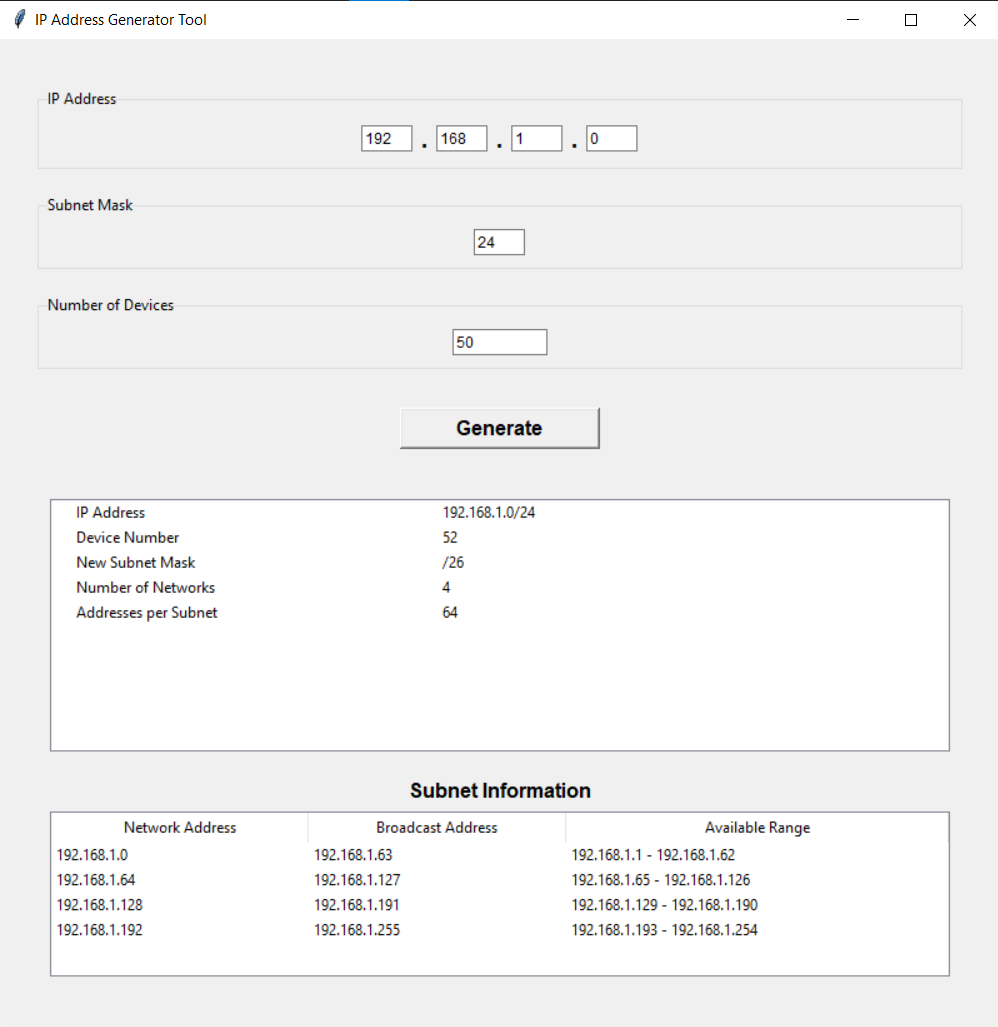 IP Address Generator Tool
IP Address
192 . 168 . 1 . 0
Subnet Mask
24
Number of Devices
50
Generate
IP Address 192.168.1.0/24
Device Number 52
New Subnet Mask /26
Number of Networks 4
Addresses per Subnet 64
Subnet Information
Network Address Broadcast Address Available Range
192.168.1.0 192.168.1.63 192.168.1.1 - 192.168.1.62
192.168.1.64 192.168.1.127 192.168.1.65 - 192.168.1.126
192.168.1.128 192.168.1.191 192.168.1.129 - 192.168.1.190
192.168.1.192 192.168.1.255 192.168.1.193 - 192.168.1.254